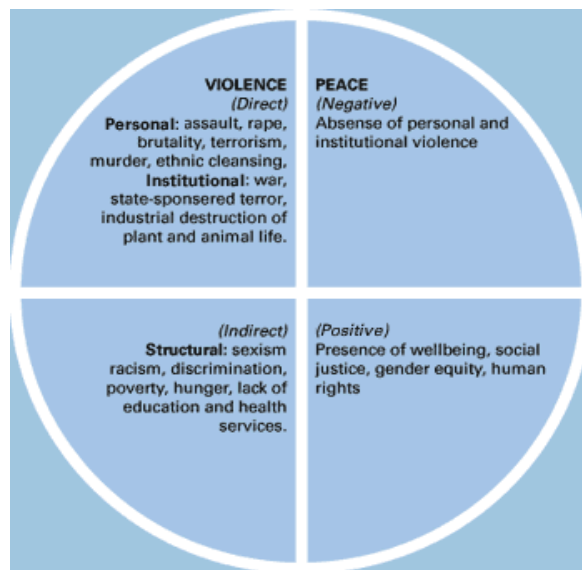 VIOLENCE
(Direct)
Personal: assault, rape,
brutality, terrorism,
murder, ethnic cleansing,
Institutional: war,
state-sponsered terror,
industrial destruction of
plant and animal life.
PEACE
(Negative)
Absense of personal and
institutional violence
(Indirect)
Structural: sexism
racism, discrimination,
poverty, hunger, lack of
education and health
services.
(Positive)
Presence of wellbeing, social
justice, gender equity, human
rights